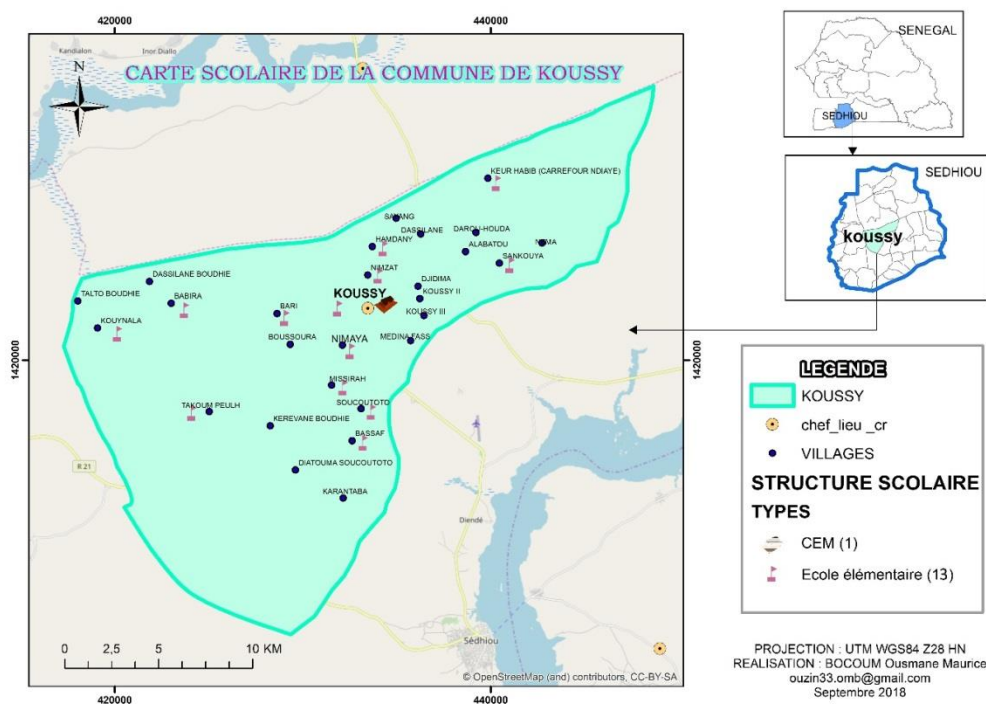 420000
440000
Kandialon
Inor Diallo
CARTE SCOLAIRE DE LA COMMUNE DE KOUSSY
N
KEUR HABIB (CARREFOUR NDIAYE)
SAVANG
DASSILANE
DAROU-HOUDA
HAMDANY
ALABATOU
SANKOUYA
NIMZAT
DASSILANE BOUDHIE
DJIDIMA
KOUSSY
KOUSSY II
TALTO BOUDHIE
BABIRA
BARI
KOUSSY III
KOUYNALA
BOUSSOURA
NIMAYA
MEDINA FASS
MISSIRAH
TAKOUM PEULH
SOUCOUTOTO
KEREVANE BOUDHIE
BASSAF
DIATOUMA SOUCOUTOTO
R 21
KARANTABA
Diendé
Sédhiou
0 2,5 5 10 KM
© OpenStreetMap (and) contributors, CC-BY-SA
1420000
1420000
420000
440000
SENEGAL
SEDHIOU
SEDHIOU
koussy
LEGENDE
KOUSSY
chef_lieu _cr
VILLAGES
STRUCTURE SCOLAIRE
TYPES
CEM (1)
Ecole élémentaire (13)
PROJECTION : UTM WGS84 Z28 HN
REALISATION : BOCOUM Ousmane Maurice
ouzin33.omb@gmail.com
Septembre 2018